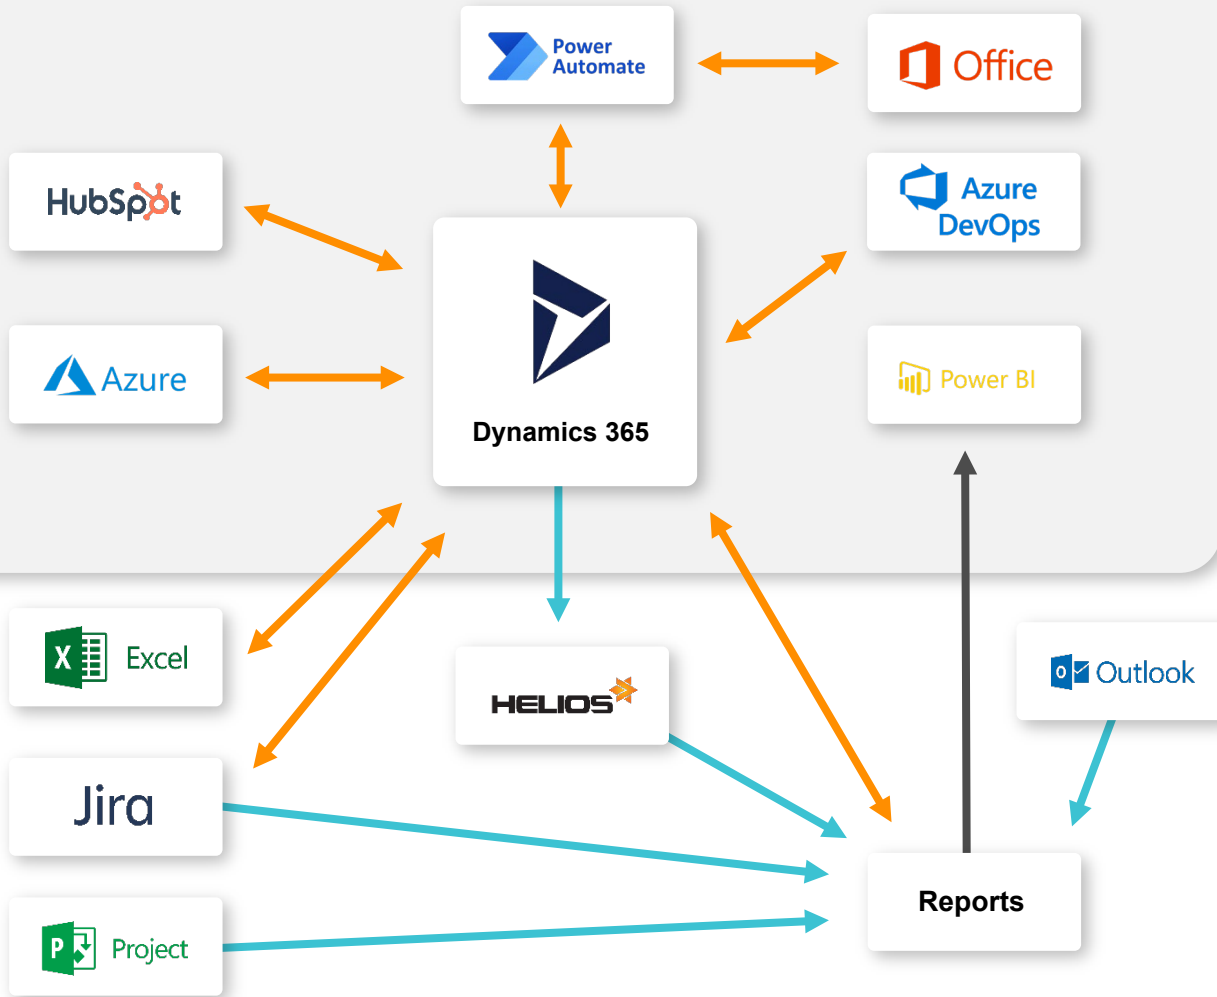 Power
Automate
Office
HubSpot
Azure
DevOps
Azure
Power BI
Dynamics 365
X
Excel
HELIOS
O
Outlook
Jira
Reports
P
Project